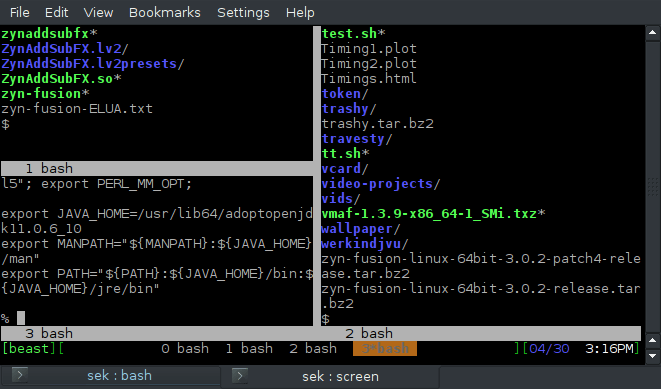 File Edit View Bookmarks Settings Help
zynaddsubfx*
ZynAddSubFX.lv2/
ZynAddSubFX.lv2presets/
ZynAddSubFX.so*
zyn-fusion*
zyn-fusion-ELUA.txt
$
1 bash
l5"; export PERL_MM_OPT;
export JAVA_HOME=/usr/lib64/adoptopenjd
k11.0.6_10
export MANPATH="${MANPATH}:${JAVA_HOME}
/man"
export PATH="${PATH}:${JAVA_HOME}/bin:$
{JAVA_HOME}/jre/bin"
%
3 bash
test.sh*
Timing1.plot
Timing2.plot
Timings.html
token/
trashy/
trashy.tar.bz2
travesty/
tt.sh*
vcard/
video-projects/
vids/
vmaf-1.3.9-x86_64-1_SMi.txz*
wallpaper/
werkindjvu/
zyn-fusion-linux-64bit-3.0.2-patch4-rele
ase.tar.bz2
zyn-fusion-linux-64bit-3.0.2-release.tar
.bz2
$
2 bash
[beast][ 0 bash 1 bash 2 bash 3*bash ][04/30 3:16PM]
sek : bash
sek : screen